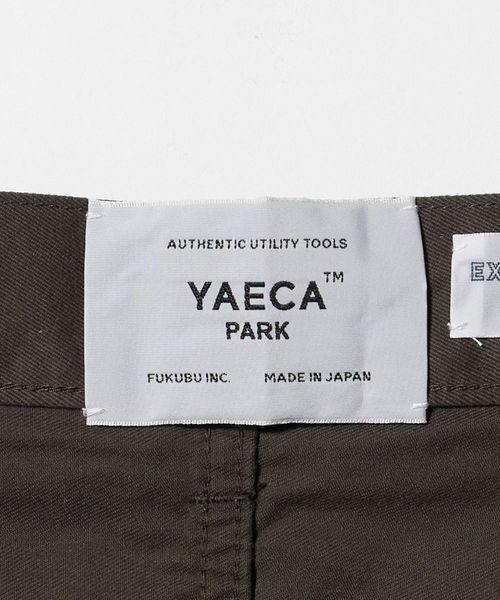 AUTHENTIC UTILITY TOOLS
YAECA™
PARK
FUKUBU INC. MADE IN JAPAN
EX